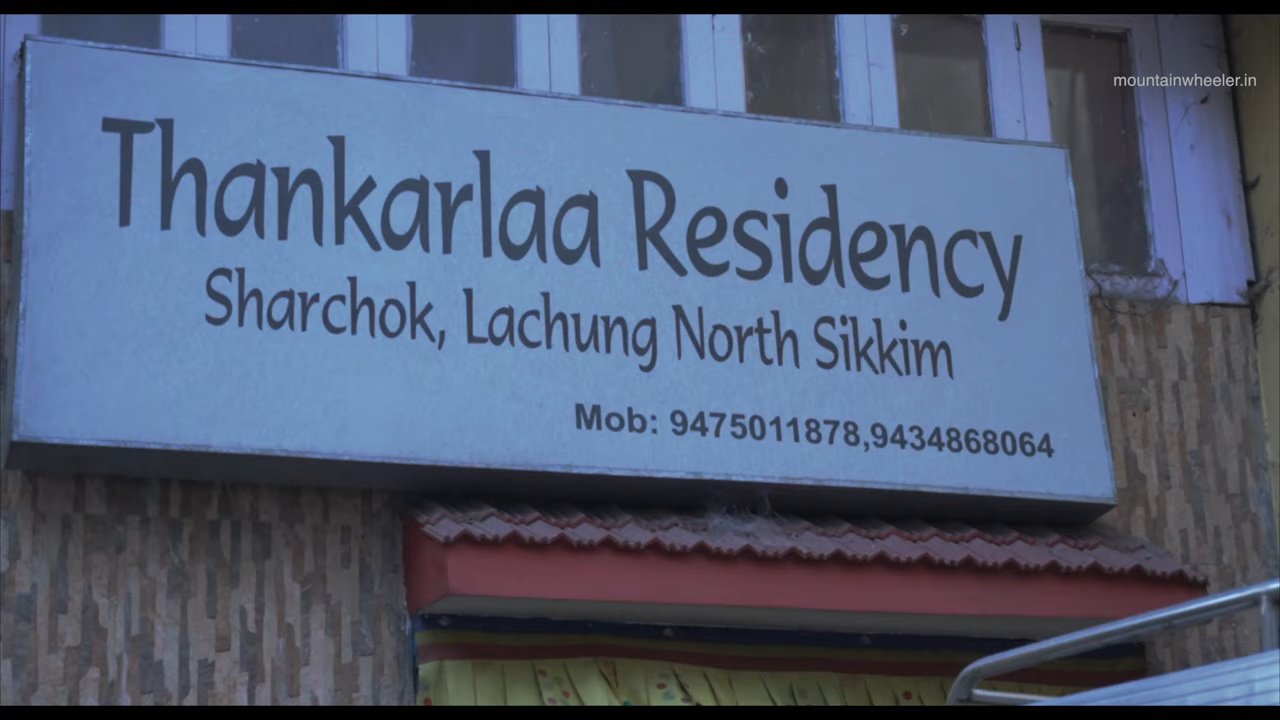 mountainwheeler.in
Thankarlaa Residency
Sharchok, Lachung North Sikkim
Mob: 9475011878,9434868064